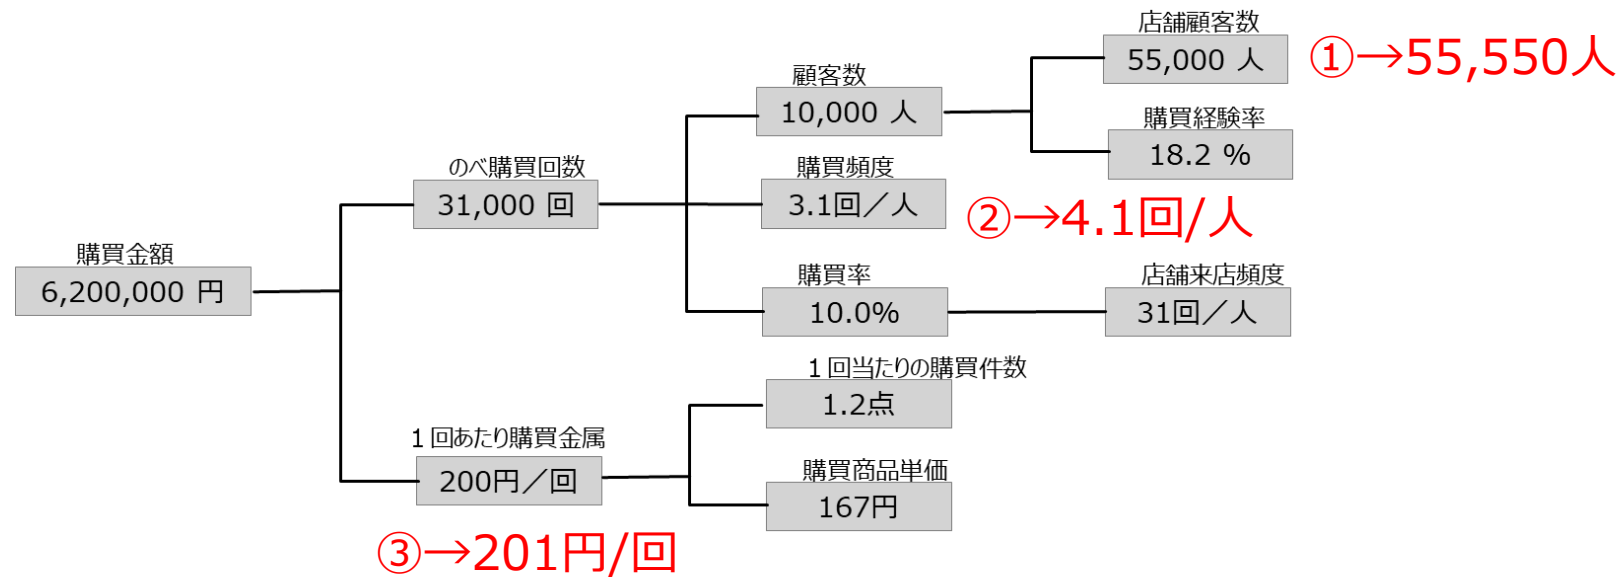 店舗顧客数
55,000 人
①→55,550人
顧客数
10,000 人
購買経験率
18.2 %
のべ購買回数
31,000 回
購買頻度
3.1回／人
②→4.1回/人
購買金額
6,200,000 円
購買率
10.0%
店舗来店頻度
31回／人
１回当たりの購買件数
1.2点
１回あたり購買金属
200円／回
購買商品単価
167円
③→201円/回